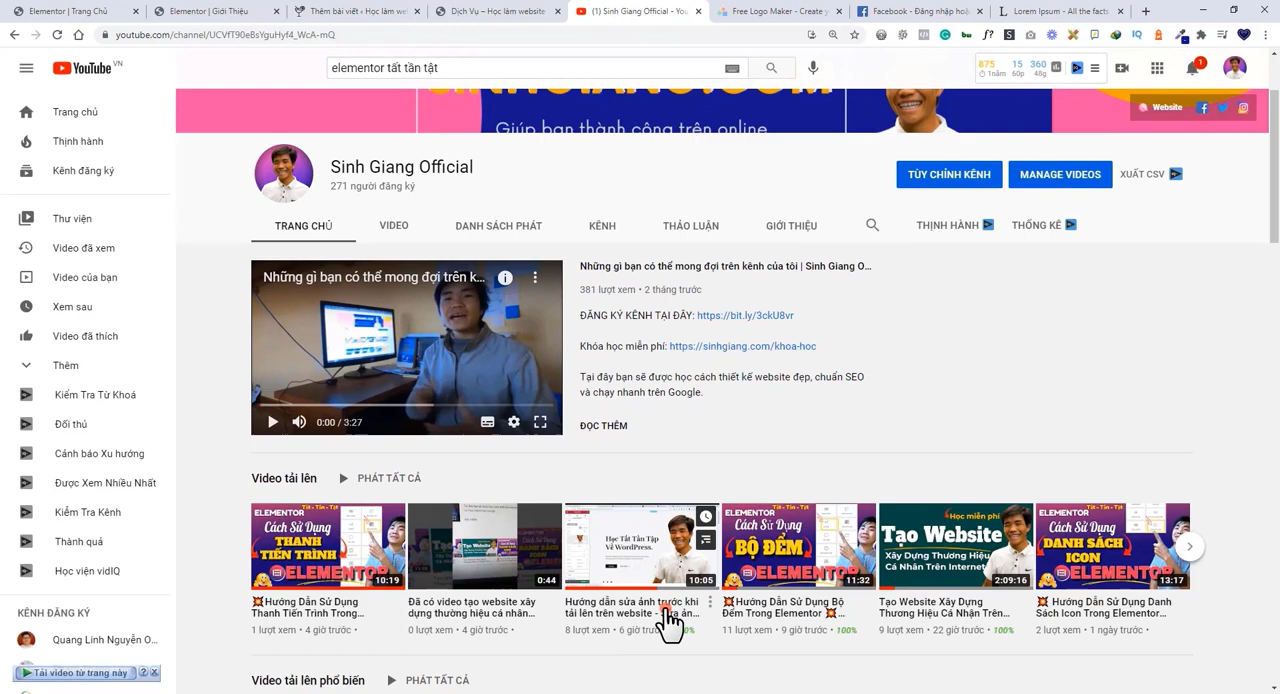 Elementor | Trang Chủ
Elementor | Giới Thiệu
Thêm bài viết ‹ Học làm we
Dịch Vụ – Học làm website
(1) Sinh Giang Official - You
Free Logo Maker - Create y
Facebook - Đăng nhập ho
Lorem Ipsum - All the facts
youtube.com/channel/UCVfT90eBsYguHyf4_WcA-mQ
YouTube VN
elementor tất tần tật
875 15 360
1năm 60p 48g
1
Giúp bạn thành công trên online
Website
Sinh Giang Official
271 người đăng ký
TÙY CHỈNH KÊNH
MANAGE VIDEOS
XUẤT CSV
TRANG CHỦ
VIDEO
DANH SÁCH PHÁT
KÊNH
THẢO LUẬN
GIỚI THIỆU
THỊNH HÀNH
THỐNG KÊ
Trang chủ
Thịnh hành
Kênh đăng ký
Thư viện
Video đã xem
Video của bạn
Xem sau
Video đã thích
Thêm
Kiểm Tra Từ Khoá
Đối thủ
Cảnh báo Xu hướng
Được Xem Nhiều Nhất
Kiểm Tra Kênh
Thành quả
Học viện vidIQ
KÊNH ĐĂNG KÝ
Quang Linh Nguyễn O...
Tải video từ trang này ? X
Những gì bạn có thể mong đợi trên k...
0:00 / 3:27
Những gì bạn có thể mong đợi trên kênh của tôi | Sinh Giang O...
381 lượt xem • 2 tháng trước
ĐĂNG KÝ KÊNH TẠI ĐÂY: https://bit.ly/3ckU8vr
Khóa học miễn phí: https://sinhgiang.com/khoa-hoc
Tại đây bạn sẽ được học cách thiết kế website đẹp, chuẩn SEO
và chạy nhanh trên Google.
ĐỌC THÊM
Video tải lên
PHÁT TẤT CẢ
ELEMENTOR
Cách Sử Dụng
THANH
TIẾN TRÌNH
ELEMENTOR
10:19
0:44
Học Tất Tần Tập
Về WordPress.
10:05
ELEMENTOR
Cách Sử Dụng
BỘ ĐẾM
ELEMENTOR
11:32
Học miễn phí
Tạo Website
Xây Dựng Thương Hiệu
Cá Nhân Trên Internet
2:09:16
ELEMENTOR
Cách Sử Dụng
DANH SÁCH
ICON
ELEMENTOR
13:17
Hướng Dẫn Sử Dụng
Thanh Tiến Trình Trong...
1 lượt xem • 4 giờ trước
Đã có video tạo website xây
dựng thương hiệu cá nhân...
0 lượt xem • 4 giờ trước
Hướng dẫn sửa ảnh trước khi
tải lên trên website -
8 lượt xem • 6 giờ
Hướng Dẫn Sử Dụng Bộ
Đếm Trong Elementor
11 lượt xem • 9 giờ trước 100%
Tạo Website Xây Dựng
Thương Hiệu Cá Nhân Trên...
9 lượt xem • 22 giờ trước 100%
Hướng Dẫn Sử Dụng Danh
Sách Icon Trong Elementor...
2 lượt xem • 1 ngày trước
Video tải lên phổ biến
PHÁT TẤT CẢ